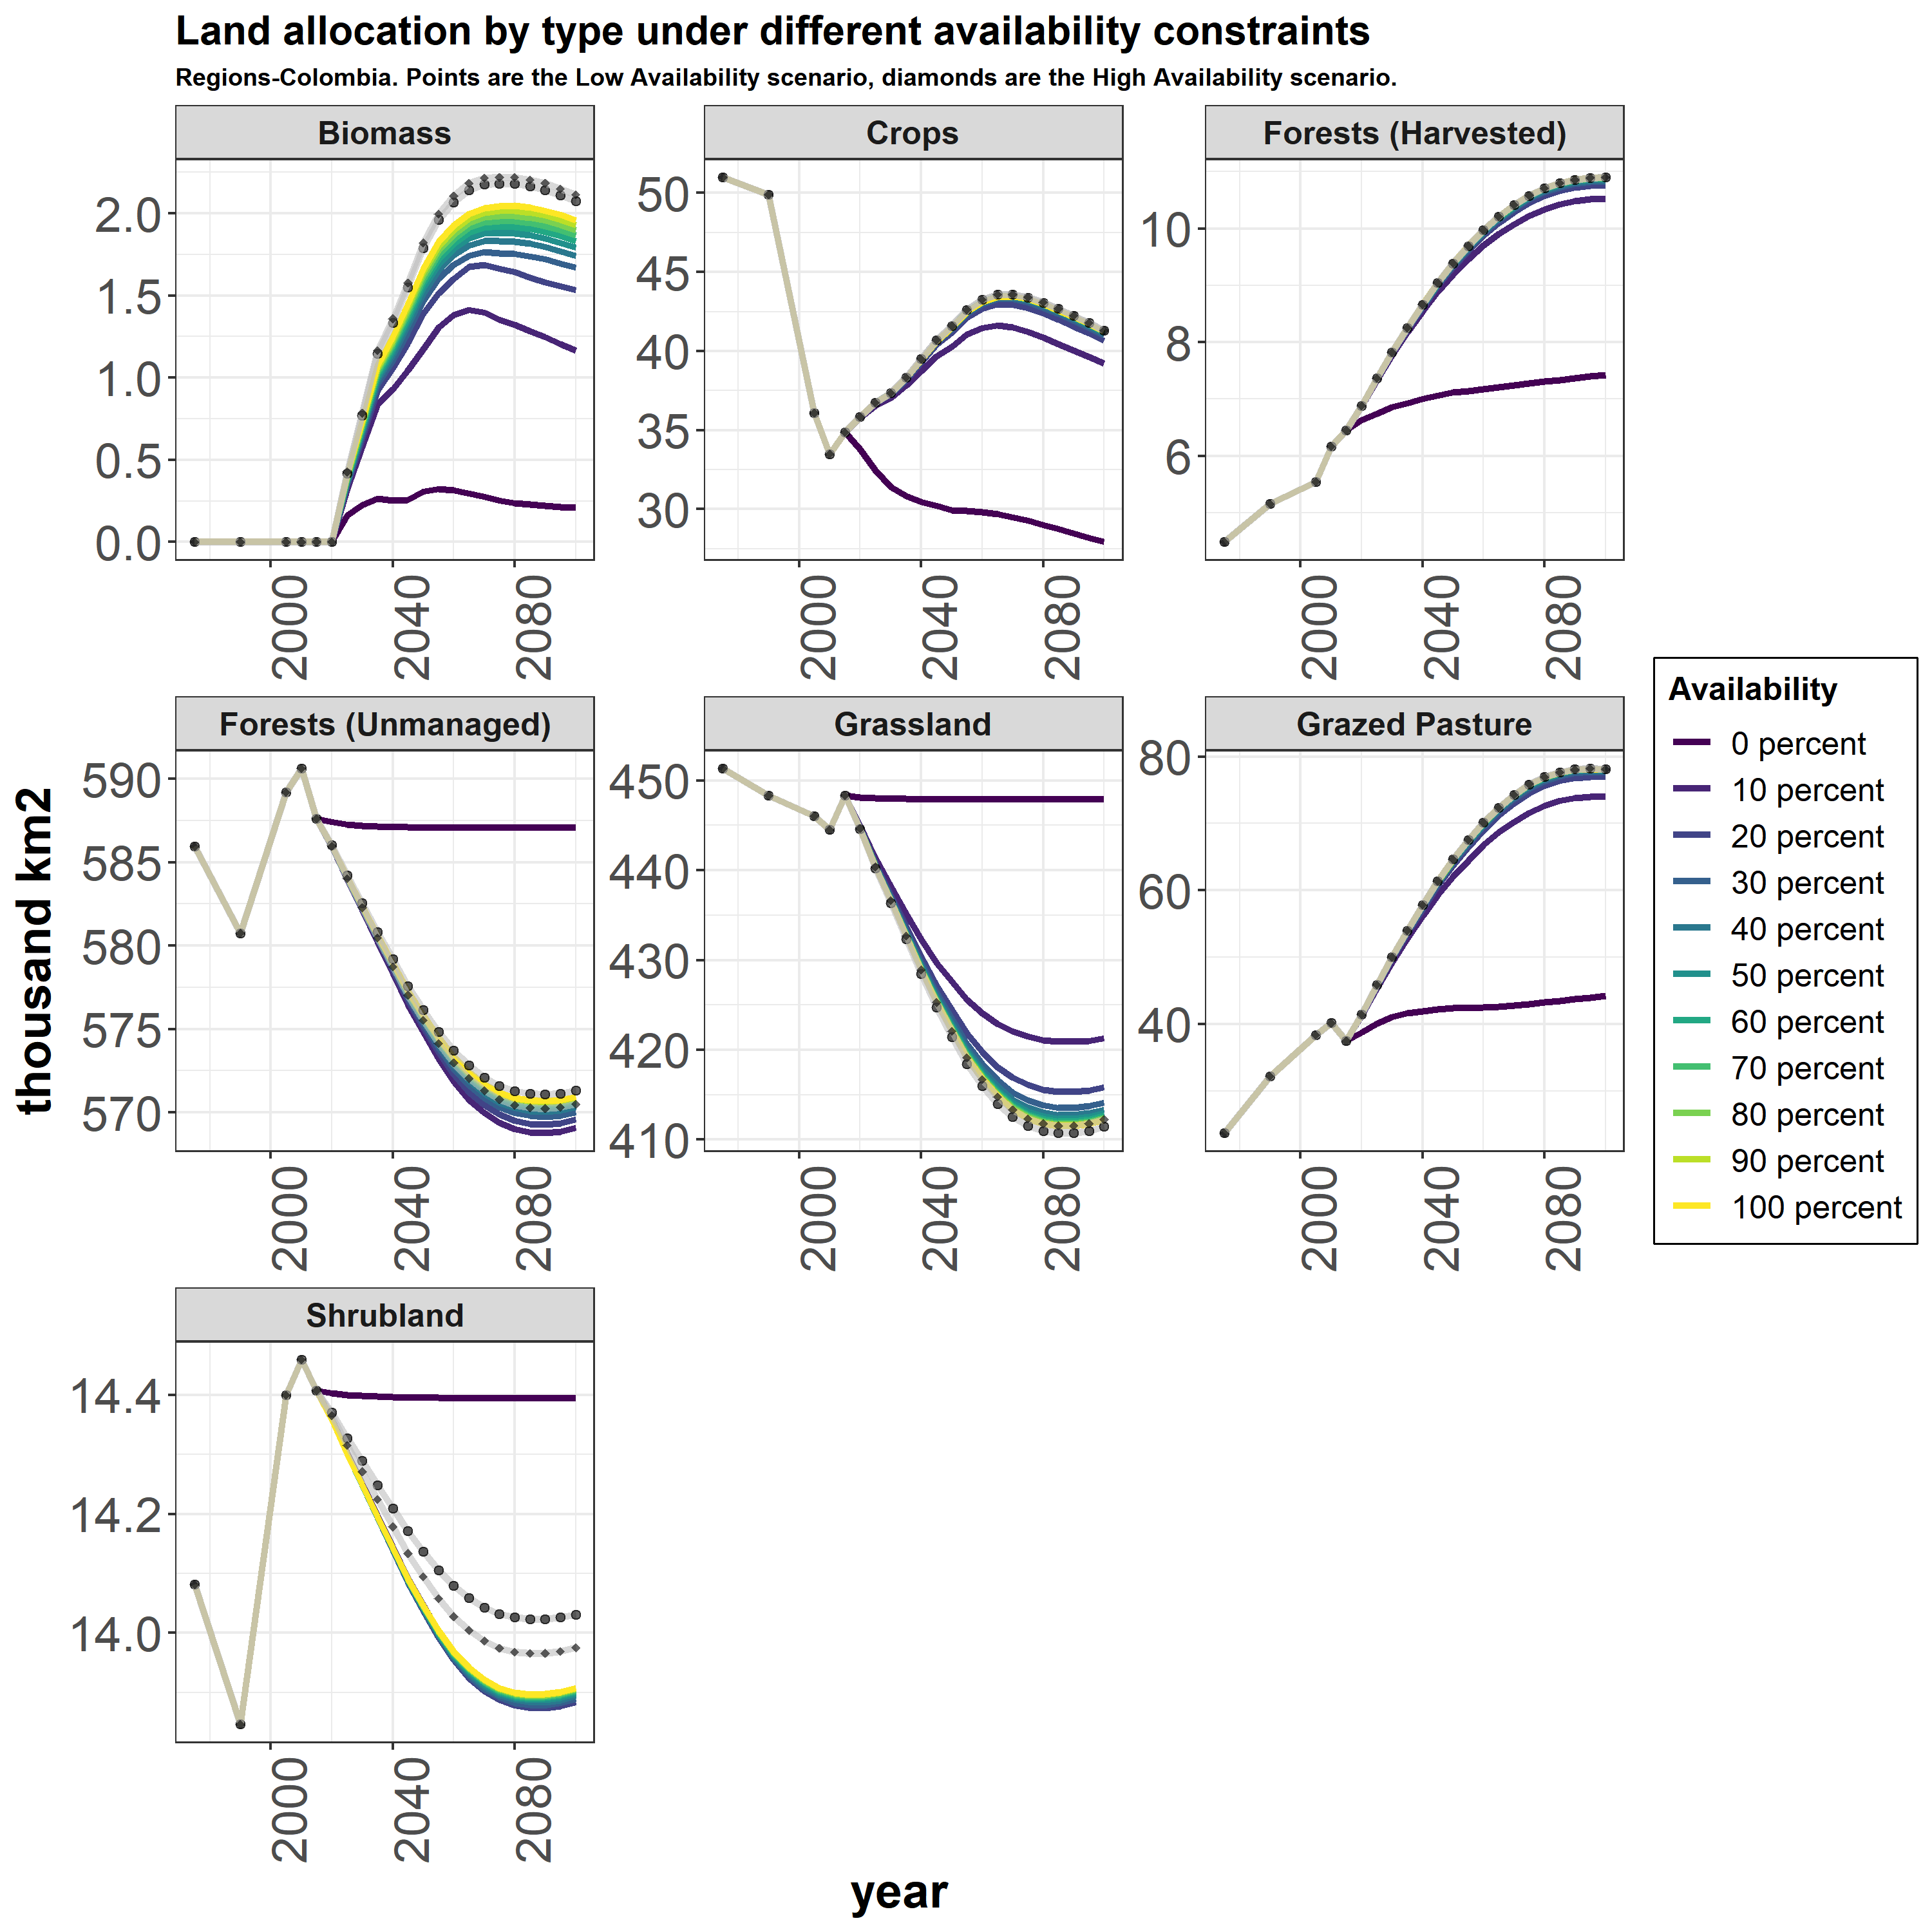 Land allocation by type under different availability constraints
Regions-Colombia. Points are the Low Availability scenario, diamonds are the High Availability scenario.
Biomass
Crops
Forests (Harvested)
2.0
1.5
1.0
0.5
0.0
50
45
40
35
30
10
8
6
2000
2040
2080
2000
2040
2080
2000
2040
2080
Forests (Unmanaged)
Grassland
Grazed Pasture
590
585
580
575
570
450
440
430
420
410
80
60
40
2000
2040
2080
2000
2040
2080
2000
2040
2080
Shrubland
14.4
14.2
14.0
2000
2040
2080
thousand km2
year
Availability
0 percent
10 percent
20 percent
30 percent
40 percent
50 percent
60 percent
70 percent
80 percent
90 percent
100 percent